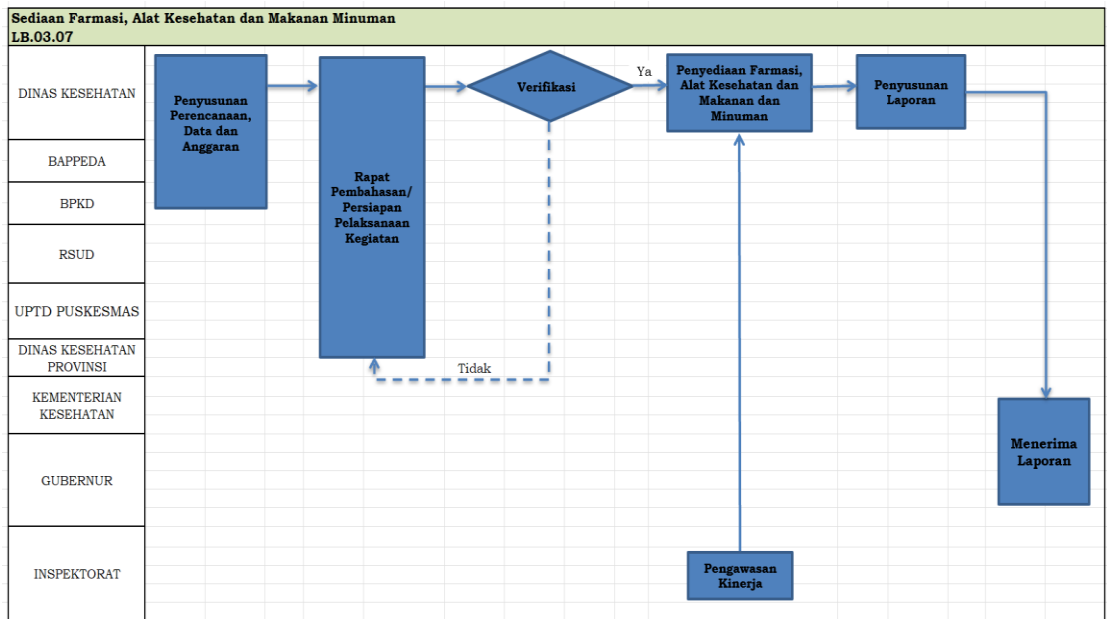 Sediaan Farmasi, Alat Kesehatan dan Makanan Minuman
LB.03.07
DINAS KESEHATAN
BAPPEDA
BPKD
RSUD
UPTD PUSKESMAS
DINAS KESEHATAN
PROVINSI
KEMENTERIAN
KESEHATAN
GUBERNUR
INSPEKTORAT
Penyusunan
Perencanaan,
Data dan
Anggaran
Rapat
Pembahasan/
Persiapan
Pelaksanaan
Kegiatan
Verifikasi
Ya
Tidak
Penyediaan Farmasi,
Alat Kesehatan dan
Makanan dan
Minuman
Penyusunan
Laporan
Menerima
Laporan
Pengawasan
Kinerja